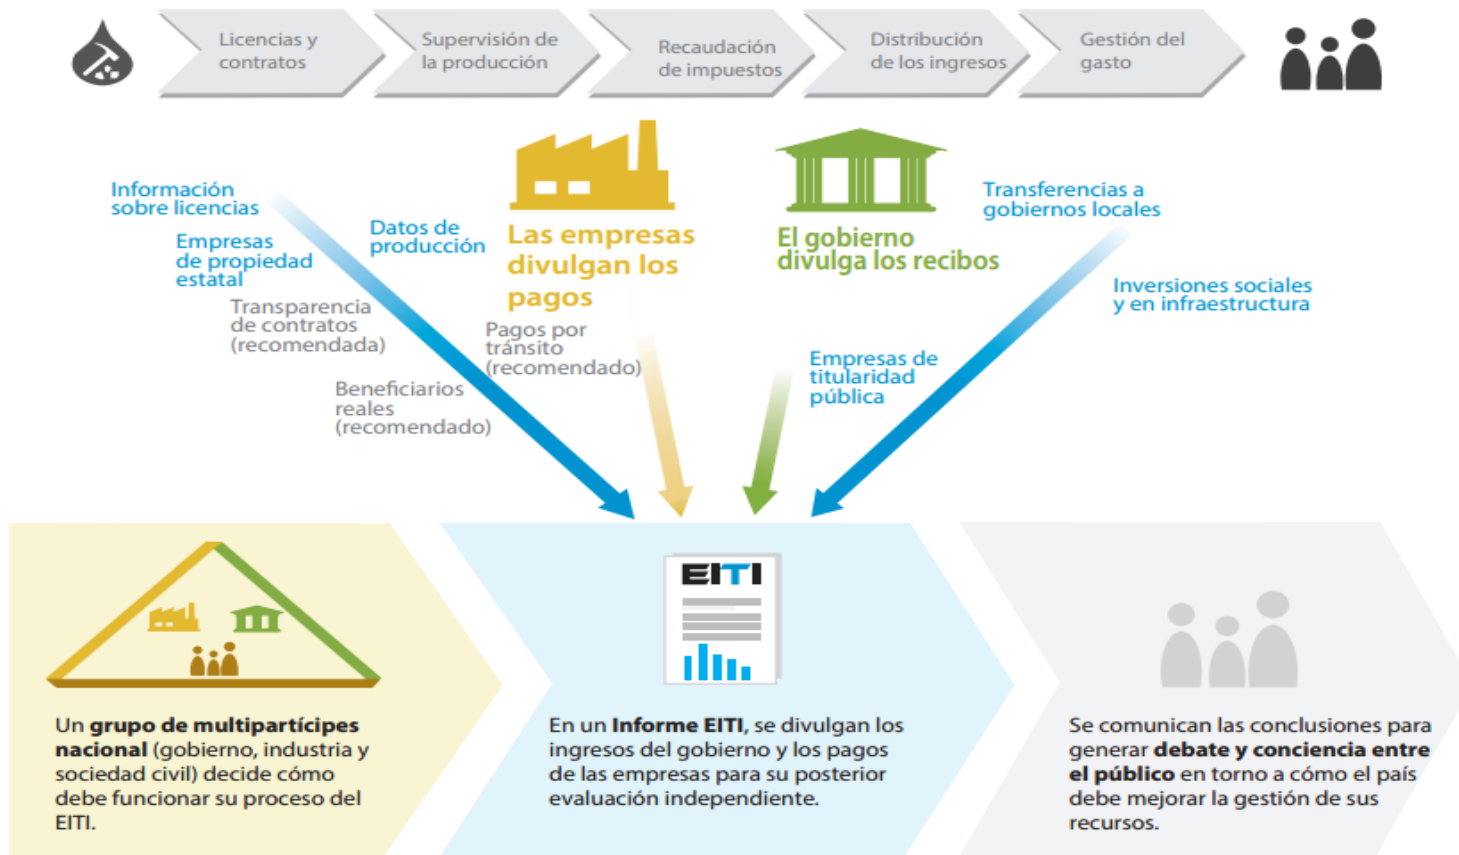 Licencias y
contratos
Supervisión de
la producción
Recaudación
de impuestos
Distribución
de los ingresos
Gestión del
gasto
Información
sobre licencias
Empresas
de propiedad
estatal
Transparencia
de contratos
(recomendada)
Beneficiarios
reales
(recomendado)
Datos de
producción
Las empresas
divulgan los
pagos
Pagos por
tránsito
(recomendado)
El gobierno
divulga los recibos
Empresas de
titularidad
pública
Transferencias a
gobiernos locales
Inversiones sociales
y en infraestructura
Un grupo de multipartícipes
nacional (gobierno, industria y
sociedad civil) decide cómo
debe funcionar su proceso del
EITI.
EITI
En un Informe EITI, se divulgan los
ingresos del gobierno y los pagos
de las empresas para su posterior
evaluación independiente.
Se comunican las conclusiones para
generar debate y conciencia entre
el público en torno a cómo el país
debe mejorar la gestión de sus
recursos.